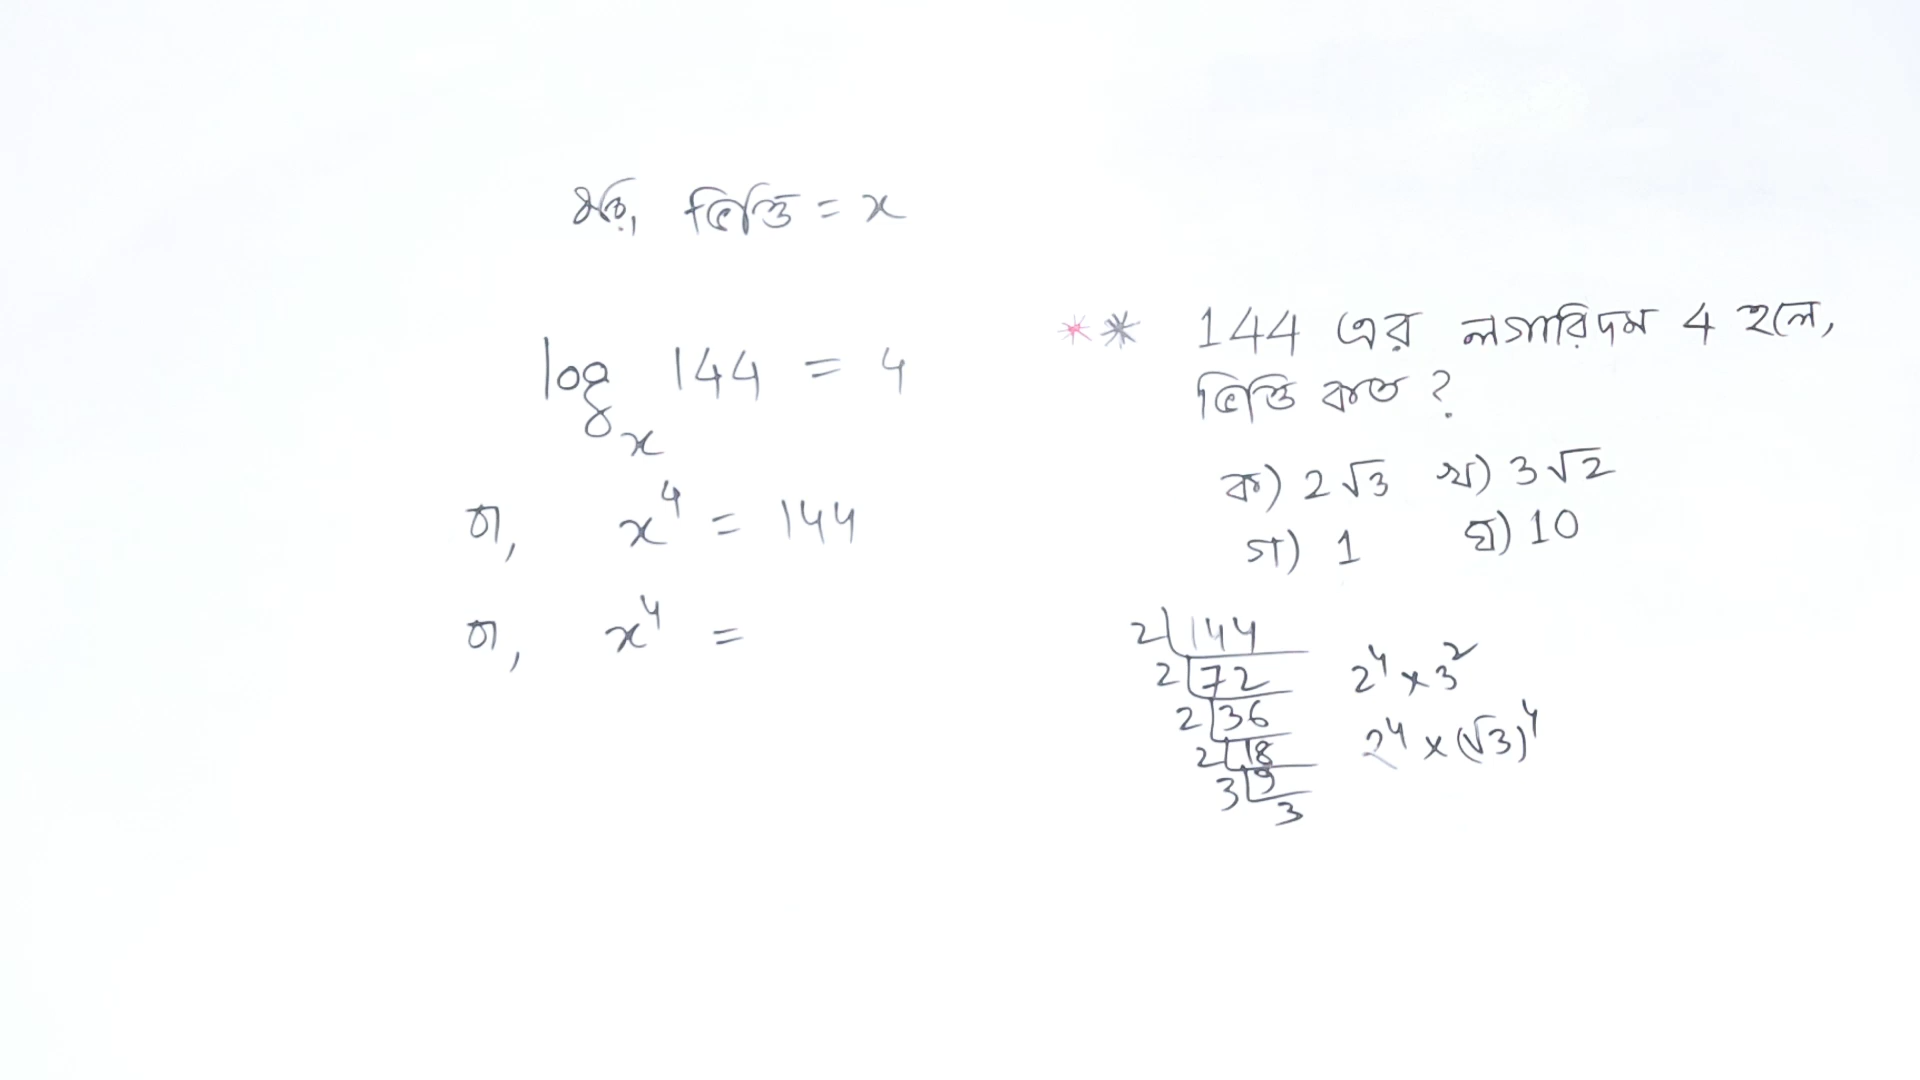 ধরি, ভিত্তি = x
log_x 144 = 4
বা, x^4 = 144
বা, x^4 =
** 144 এর লগারিদম 4 হলে,
ভিত্তি কত ?
ক) 2√3 খ) 3√2
গ) 1 ঘ) 10
2 144
2 72
2 36
2 18
3 9
3
2^4 × 3^2
2^4 × (√3)^4